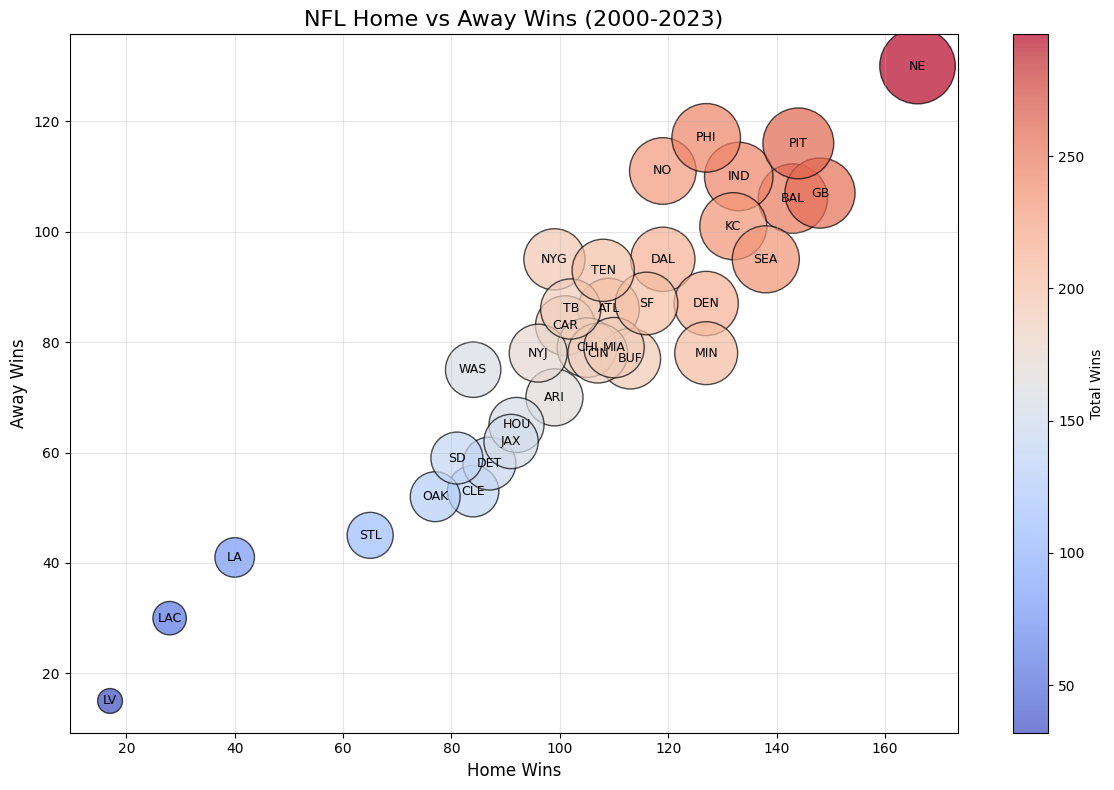 NFL Home vs Away Wins (2000-2023)
NE
PHI
PIT
NO
IND
BAL
GB
KC
NYG
TEN
DAL
SEA
TB
ATL
SF
DEN
CAR
NYJ
CHI
CIN
MIA
BUF
MIN
WAS
ARI
HOU
JAX
SD
DET
OAK
CLE
STL
LA
LAC
LV
120
100
80
60
40
20
Away Wins
20
40
60
80
100
120
140
160
Home Wins
250
200
150
100
50
Total Wins